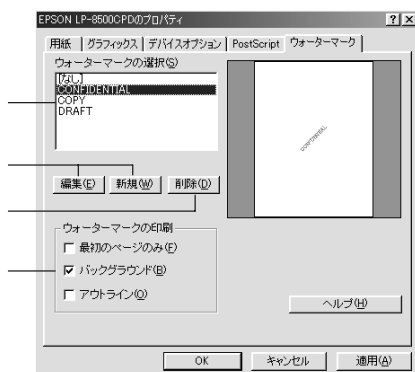 EPSON LP-8500CPDのプロパティ
用紙 グラフィックス デバイスオプション PostScript ウォーターマーク
ウォーターマークの選択(S)
[なし]
CONFIDENTIAL
COPY
DRAFT
CONFIDENTIAL
編集(E) 新規(W) 削除(D)
ウォーターマークの印刷
最初のページのみ(F)
バックグラウンド(B)
アウトライン(O)
ヘルプ(H)
OK キャンセル 適用(A)